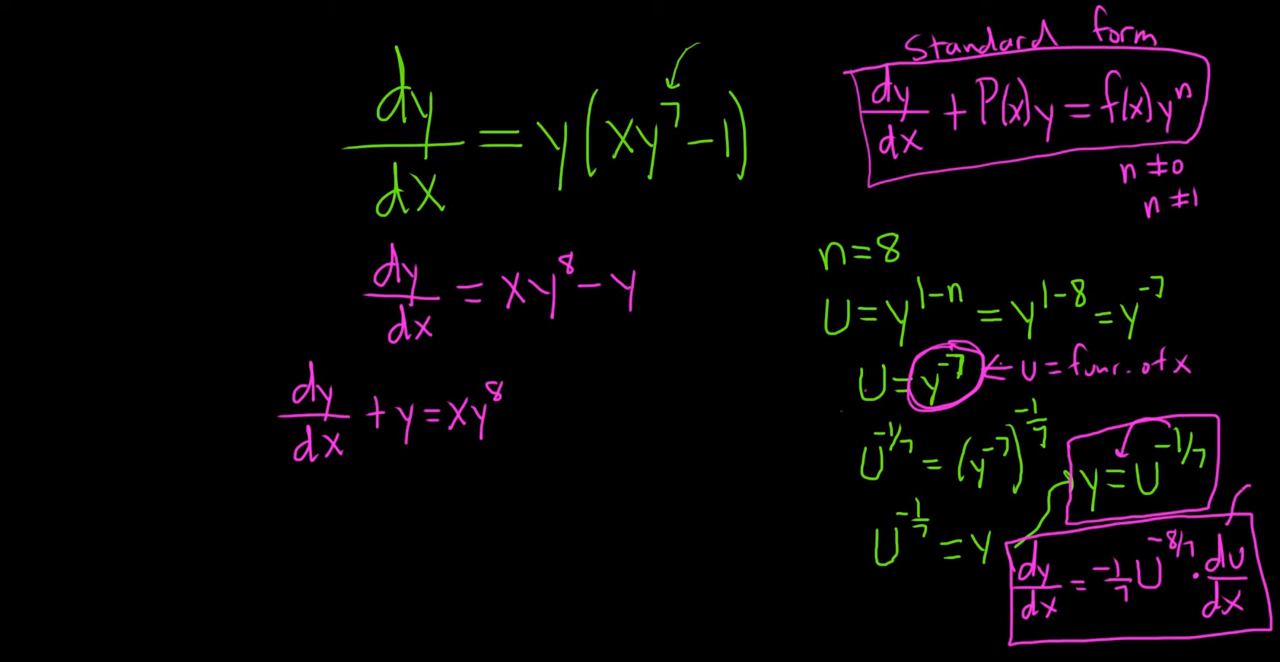 dy/dx = y(xy^7 - 1)
dy/dx = xy^8 - y
dy/dx + y = xy^8
Standard form
dy/dx + P(x)y = f(x)y^n
n ≠ 0
n ≠ 1
n = 8
U = y^{1-n} = y^{1-8} = y^{-7}
U = y^{-7} ← U = func. of x
U^{-1/7} = (y^{-7})^{-1/7}
y = U^{-1/7}
U^{-1/7} = y
dy/dx = -1/7 U^{-8/7} · du/dx